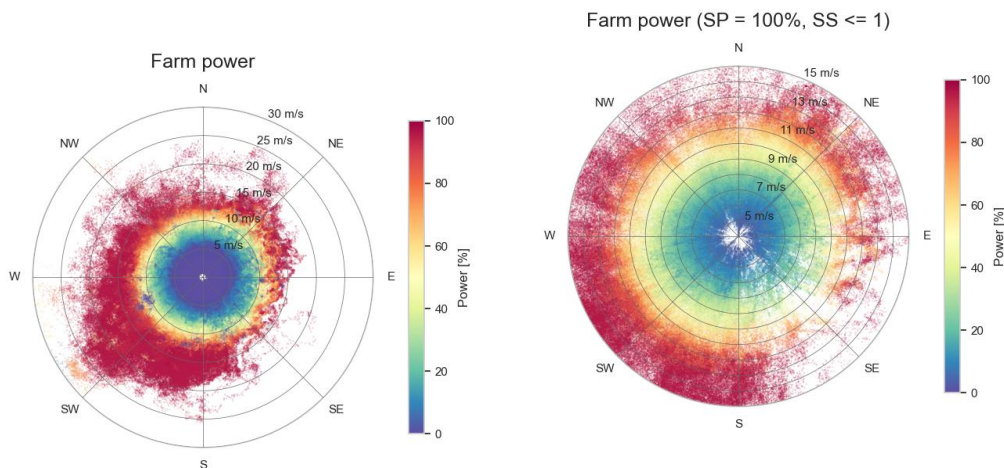 Farm power
N
NE
E
SE
S
SW
W
NW
30 m/s
25 m/s
20 m/s
15 m/s
10 m/s
5 m/s
100
80
60
40
20
0
Power [%]
Farm power (SP = 100%, SS <= 1)
N
NE
E
SE
S
SW
W
NW
15 m/s
13 m/s
11 m/s
9 m/s
7 m/s
5 m/s
100
80
60
40
20
0
Power [%]